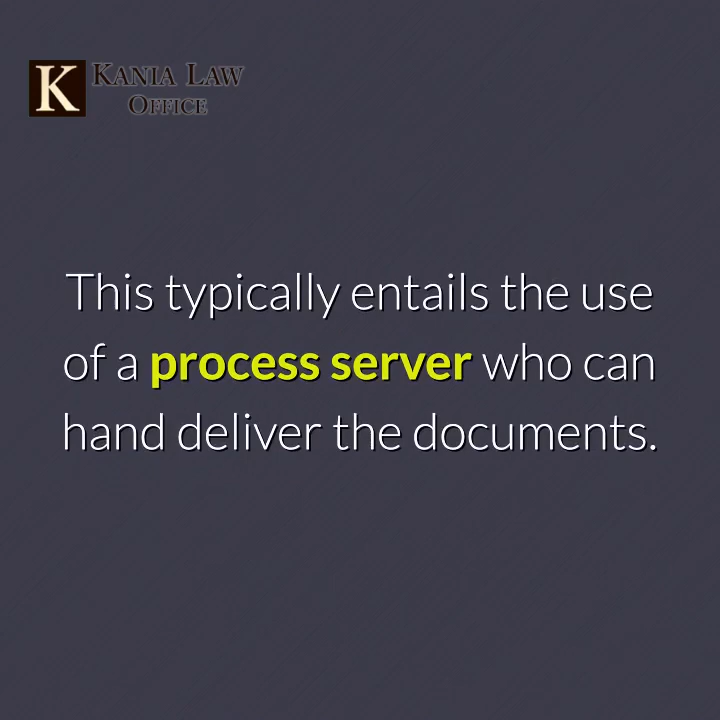 K KANIA LAW
OFFICE
This typically entails the use
of a process server who can
hand deliver the documents.